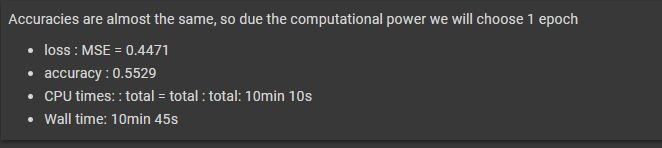 Accuracies are almost the same, so due the computational power we will choose 1 epoch
• loss : MSE = 0.4471
• accuracy : 0.5529
• CPU times: : total = total : total: 10min 10s
• Wall time: 10min 45s